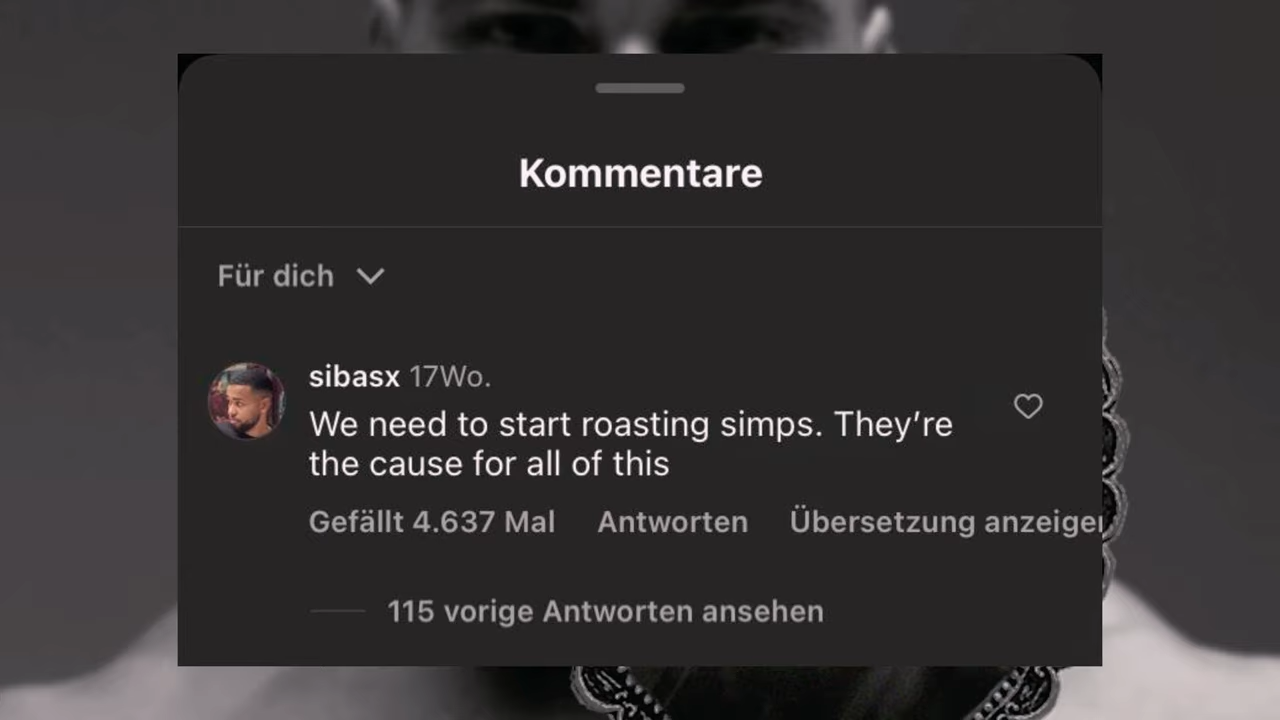 Kommentare
Für dich
sibasx 17Wo.
We need to start roasting simps. They’re
the cause for all of this
Gefällt 4.637 Mal Antworten Übersetzung
115 vorige Antworten ansehen